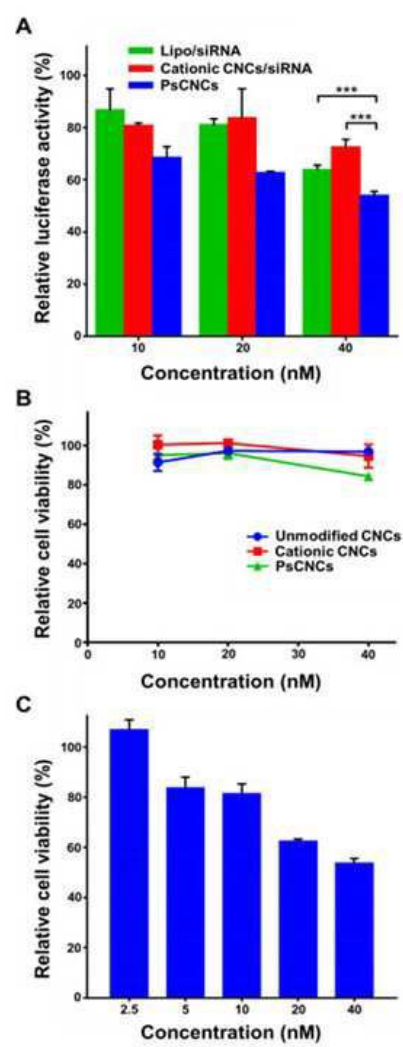 A
Lipo/siRNA
Cationic CNCs/siRNA
PsCNCs
***
***
Relative luciferase activity (%)
100
80
60
40
20
0
10 20 40
Concentration (nM)
B
Relative cell viability (%)
100
80
60
40
20
0
Unmodified CNCs
Cationic CNCs
PsCNCs
0 10 20 30 40
Concentration (nM)
C
Relative cell viability (%)
100
80
60
40
20
0
2.5 5 10 20 40
Concentration (nM)